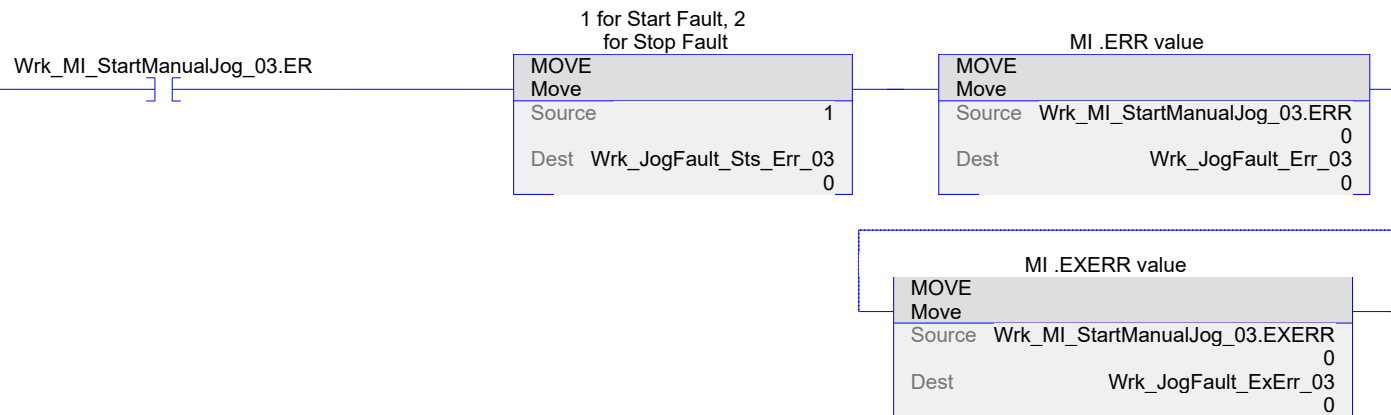 1 for Start Fault, 2
for Stop Fault
MI .ERR value
Wrk_MI_StartManualJog_03.ER
MOVE
Move
Source 1
Dest Wrk_JogFault_Sts_Err_03
0
MOVE
Move
Source Wrk_MI_StartManualJog_03.ERR
0
Dest Wrk_JogFault_Err_03
0
MI .EXERR value
MOVE
Move
Source Wrk_MI_StartManualJog_03.EXERR
0
Dest Wrk_JogFault_ExErr_03
0